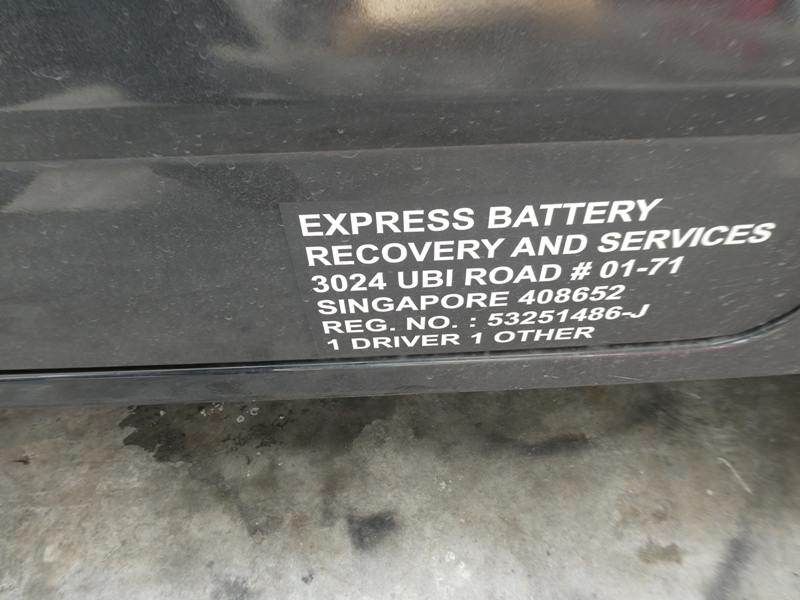 EXPRESS BATTERY
RECOVERY AND SERVICES
3024 UBI ROAD # 01-71
SINGAPORE 408652
REG. NO. : 53251486-J
1 DRIVER 1 OTHER